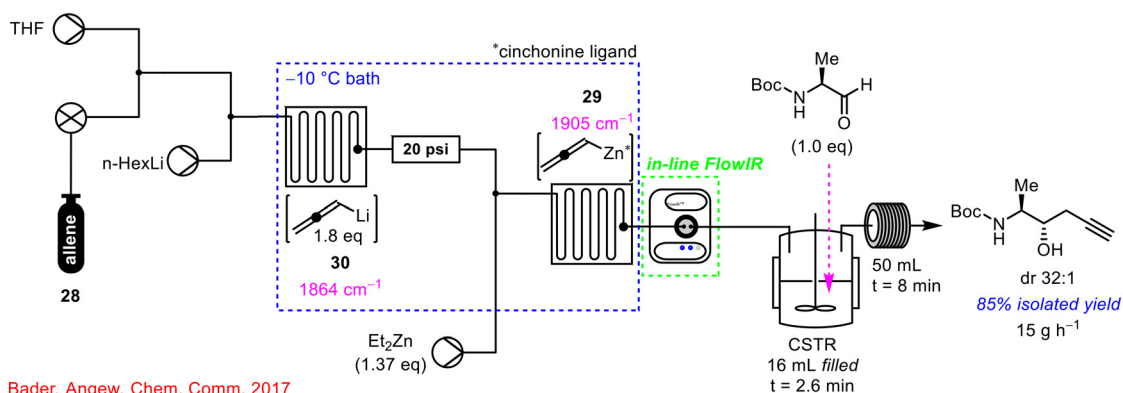 THF
n-HexLi
allene
28
*cinchonine ligand
−10 °C bath
Li
1.8 eq
30
1864 cm−1
20 psi
29
1905 cm−1
Zn*
Et2Zn
(1.37 eq)
in-line FlowIR
Me
BocN
H
H
O
(1.0 eq)
CSTR
16 mL filled
t = 2.6 min
50 mL
t = 8 min
Me
BocN
H
OH
dr 32:1
85% isolated yield
15 g h−1
Bader, Angew. Chem. Comm. 2017